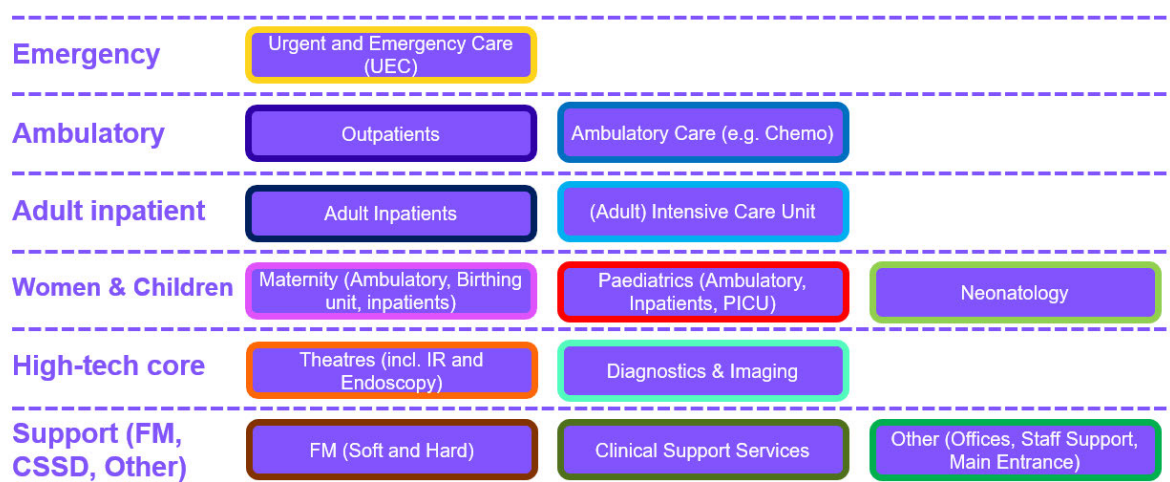 Emergency
Urgent and Emergency Care
(UEC)
Ambulatory
Outpatients
Ambulatory Care (e.g. Chemo)
Adult inpatient
Adult Inpatients
(Adult) Intensive Care Unit
Women & Children
Maternity (Ambulatory, Birthing
unit, inpatients)
Paediatrics (Ambulatory,
Inpatients, PICU)
Neonatology
High-tech core
Theatres (incl. IR and
Endoscopy)
Diagnostics & Imaging
Support (FM,
CSSD, Other)
FM (Soft and Hard)
Clinical Support Services
Other (Offices, Staff Support,
Main Entrance)